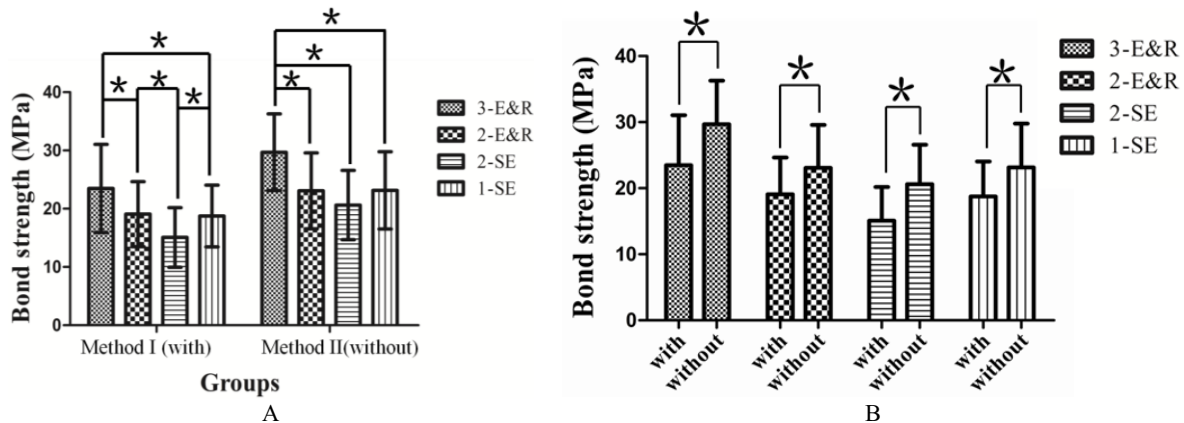 Bond strength (MPa)
40
30
20
10
0
* * * * *
* * *
3-E&R
2-E&R
2-SE
1-SE
Method I (with) Method II(without)
Groups
A
Bond strength (MPa)
40
30
20
10
0
* * * *
3-E&R
2-E&R
2-SE
1-SE
with without with without with without with without
B